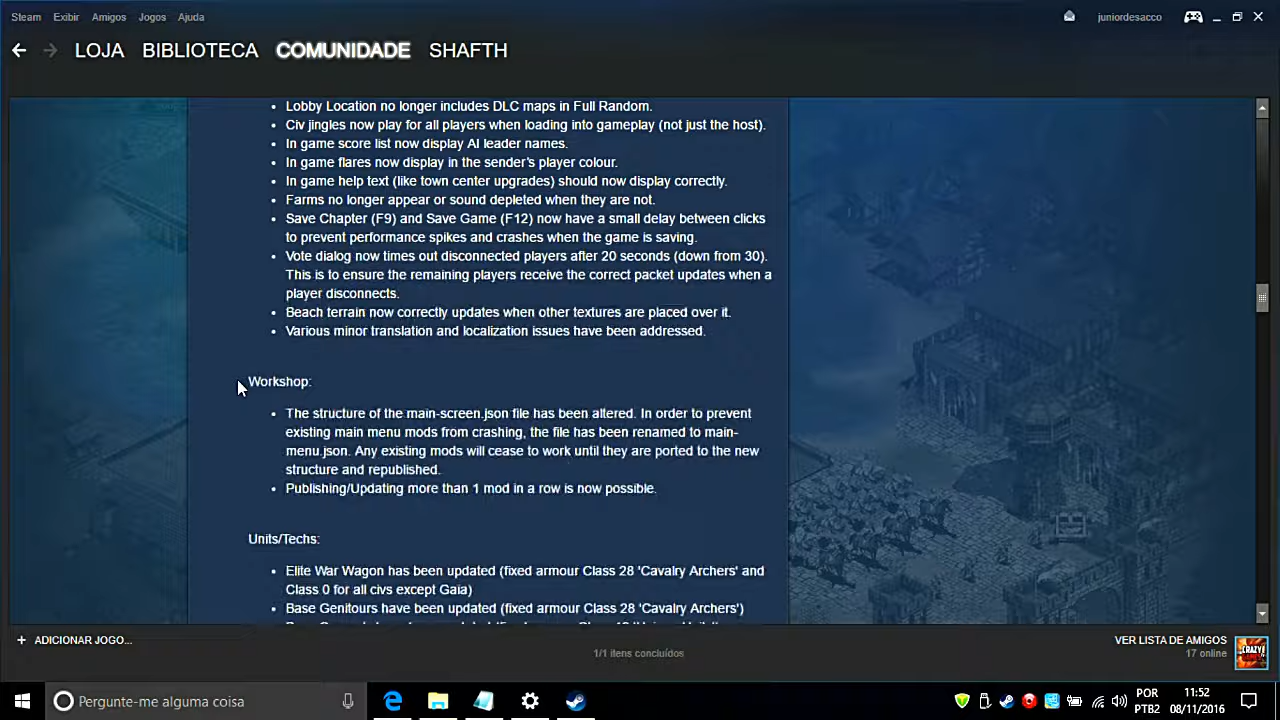 Steam Exibir Amigos Jogos Ajuda juniordesacco
LOJA BIBLIOTECA COMUNIDADE SHAFTH
• Lobby Location no longer includes DLC maps in Full Random.
• Civ jingles now play for all players when loading into gameplay (not just the host).
• In game score list now display AI leader names.
• In game flares now display in the sender's player colour.
• In game help text (like town center upgrades) should now display correctly.
• Farms no longer appear or sound depleted when they are not.
• Save Chapter (F9) and Save Game (F12) now have a small delay between clicks
to prevent performance spikes and crashes when the game is saving.
• Vote dialog now times out disconnected players after 20 seconds (down from 30).
This is to ensure the remaining players receive the correct packet updates when a
player disconnects.
• Beach terrain now correctly updates when other textures are placed over it.
• Various minor translation and localization issues have been addressed.
Workshop:
• The structure of the main-screen.json file has been altered. In order to prevent
existing main menu mods from crashing, the file has been renamed to main-
menu.json. Any existing mods will cease to work until they are ported to the new
structure and republished.
• Publishing/Updating more than 1 mod in a row is now possible.
Units/Techs:
• Elite War Wagon has been updated (fixed armour Class 28 'Cavalry Archers' and
Class 0 for all civs except Gaia)
• Base Genitours have been updated (fixed armour Class 28 'Cavalry Archers')
+ ADICIONAR JOGO...
1/1 itens concluídos
VER LISTA DE AMIGOS
17 online
CRAZY
Pergunte-me alguma coisa
POR
PTB2
11:52
08/11/2016